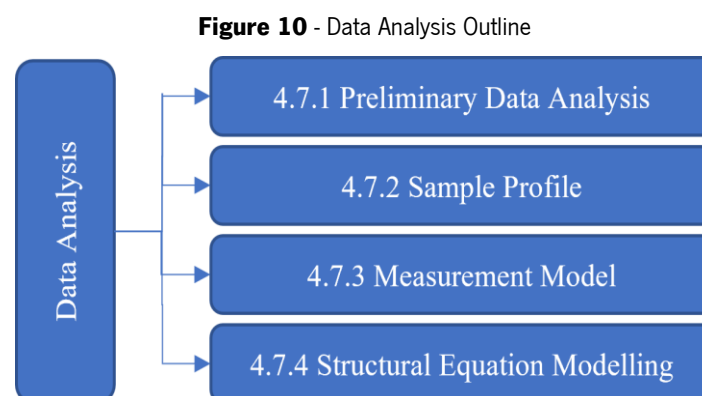 Figure 10 - Data Analysis Outline
Data Analysis
4.7.1 Preliminary Data Analysis
4.7.2 Sample Profile
4.7.3 Measurement Model
4.7.4 Structural Equation Modelling